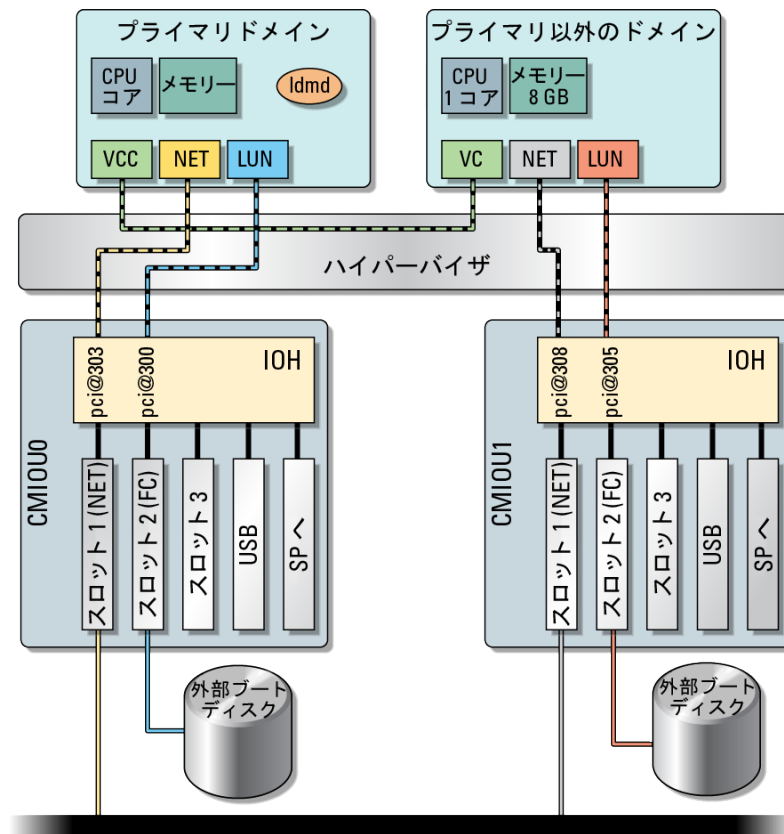 プライマリドメイン
CPU
コア
メモリー
ldmd
VCC
NET
LUN
プライマリ以外のドメイン
CPU
1 コア
メモリー
8 GB
VC
NET
LUN
ハイパーバイザ
CMIOU0
pci@303
pci@300
IOH
スロット 1 (NET)
スロット 2 (FC)
スロット 3
USB
SP へ
外部ブート
ディスク
CMIOU1
pci@308
pci@305
IOH
スロット 1 (NET)
スロット 2 (FC)
スロット 3
USB
SP へ
外部ブート
ディスク